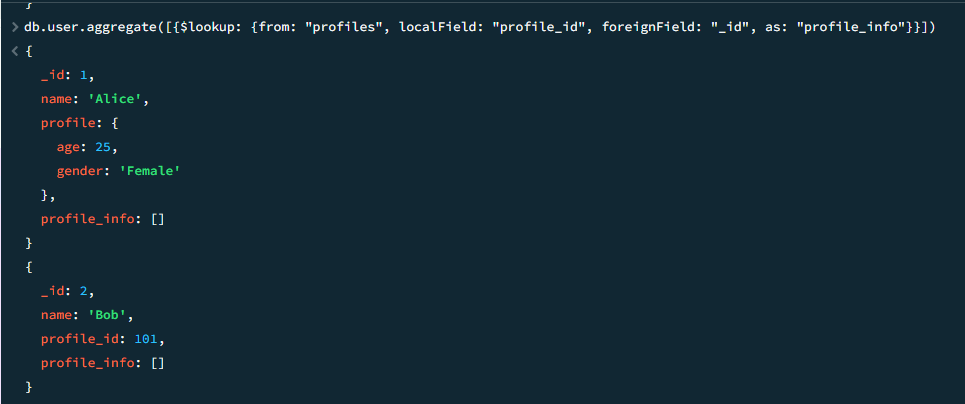 }
> db.user.aggregate([{$lookup: {from: "profiles", localField: "profile_id", foreignField: "_id", as: "profile_info"}}])
< {
_id: 1,
name: 'Alice',
profile: {
age: 25,
gender: 'Female'
},
profile_info: []
}
{
_id: 2,
name: 'Bob',
profile_id: 101,
profile_info: []
}